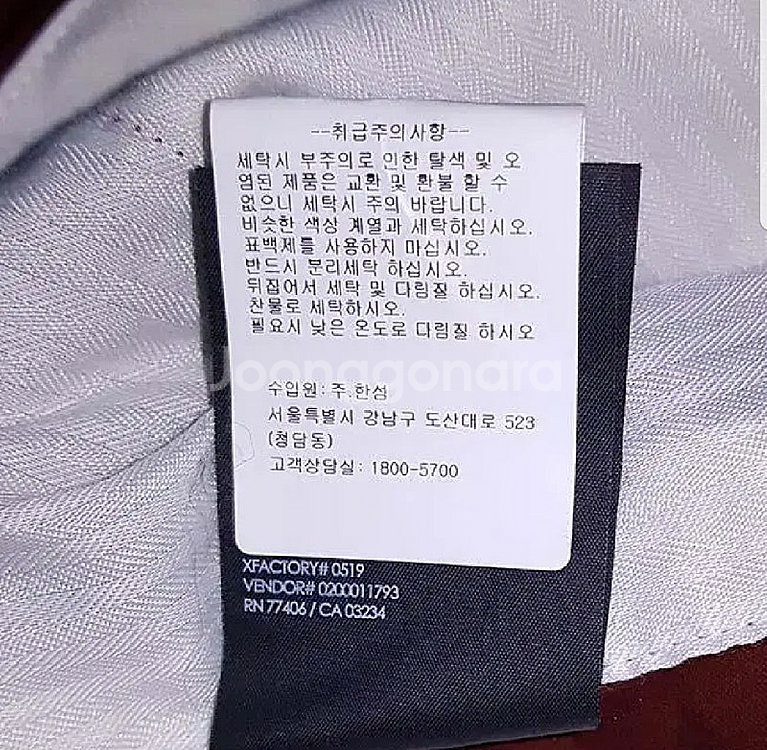 --취급주의사항--
세탁시 부주의로 인한 탈색 및 오
염된 제품은 교환 및 환불 할 수
없으니 세탁시 주의 바랍니다.
비슷한 색상 계열과 세탁하십시오.
표백제를 사용하지 마십시오.
반드시 분리세탁 하십시오.
뒤집어서 세탁 및 다림질 하십시오.
찬물로 세탁하시오.
필요시 낮은 온도로 다림질 하시오
Joonggonara
수입원: 주.한섬
서울특별시 강남구 도산대로 523
(청담동)
고객상담실: 1800-5700
XFACTORY# 0519
VENDOR# 0200011793
RN 77406 / CA 03234